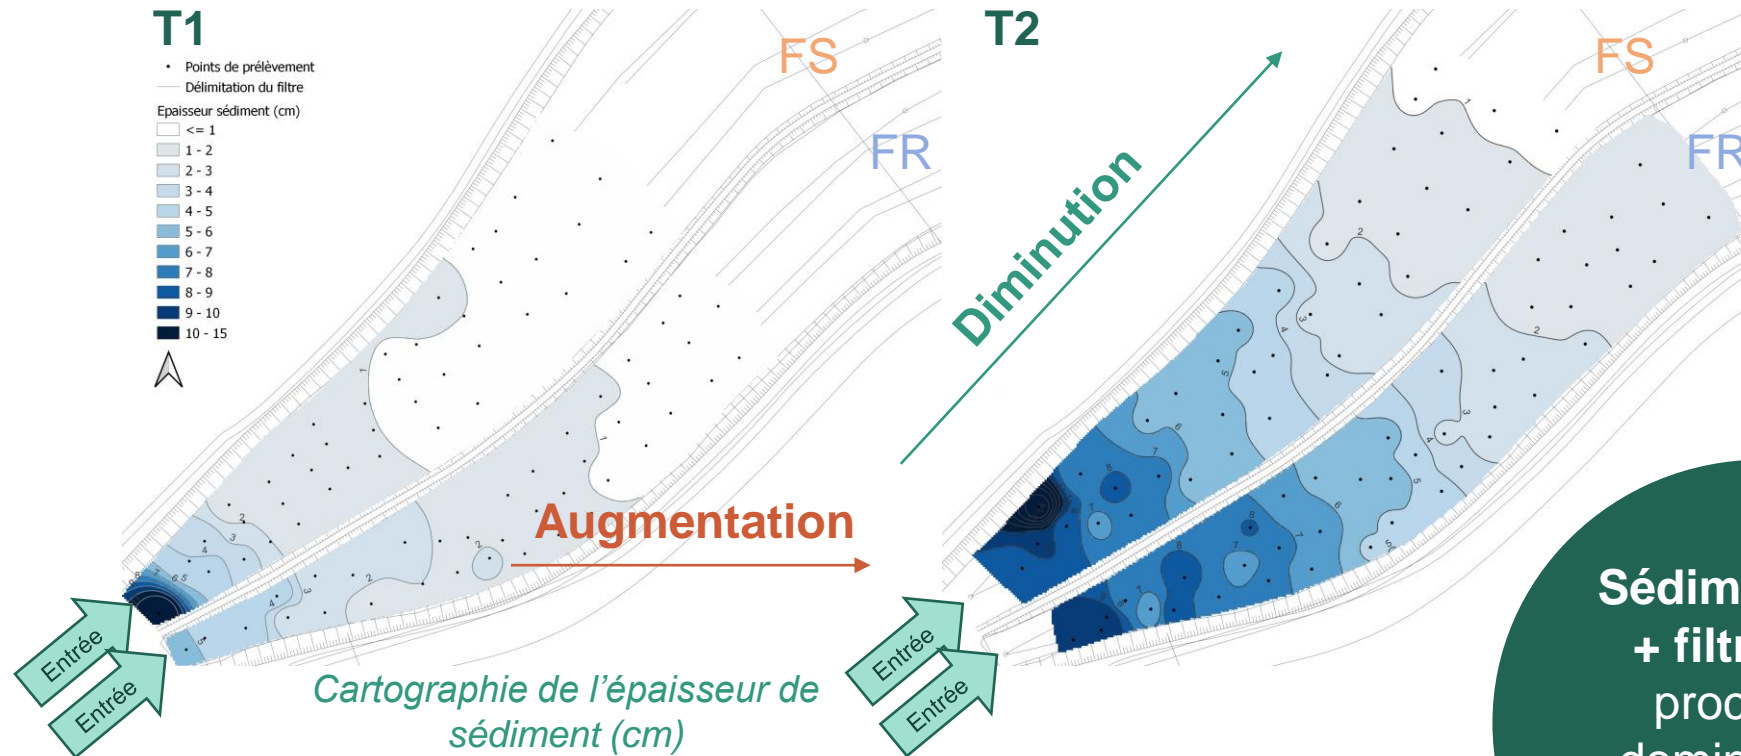 T1
Points de prélèvement
Délimitation du filtre
Epaisseur sédiment (cm)
<= 1
1 - 2
2 - 3
3 - 4
4 - 5
5 - 6
6 - 7
7 - 8
8 - 9
9 - 10
10 - 15
FS
FR
Entrée
Entrée
Augmentation
Cartographie de l'épaisseur de
sédiment (cm)
T2
FS
FR
Diminution
Entrée
Entrée
Sédim
+ filtr
proc